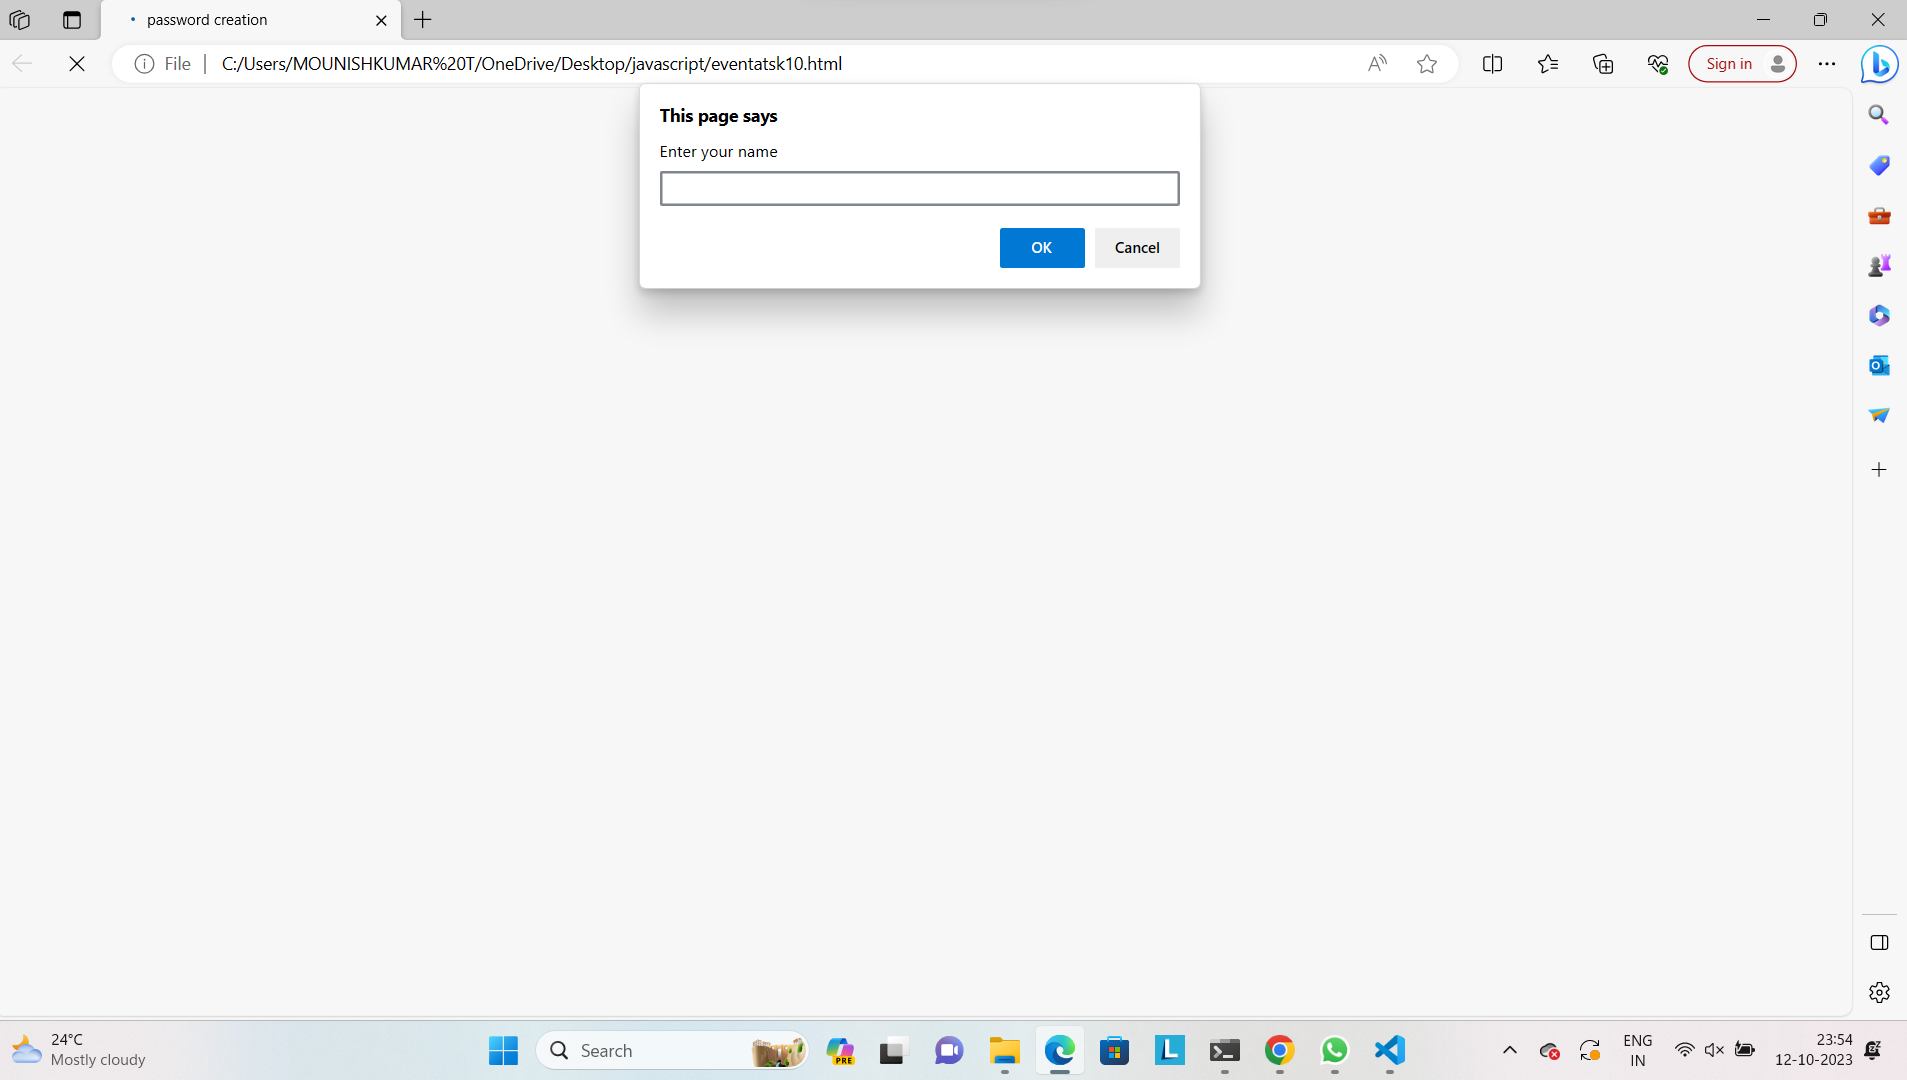 password creation
File
C:/Users/MOUNISHKUMAR%20T/OneDrive/Desktop/javascript/eventatsk10.html
Sign in
This page says
Enter your name
OK
Cancel
24°C
Mostly cloudy
Search
PRE
ENG
IN
23:54
12-10-2023